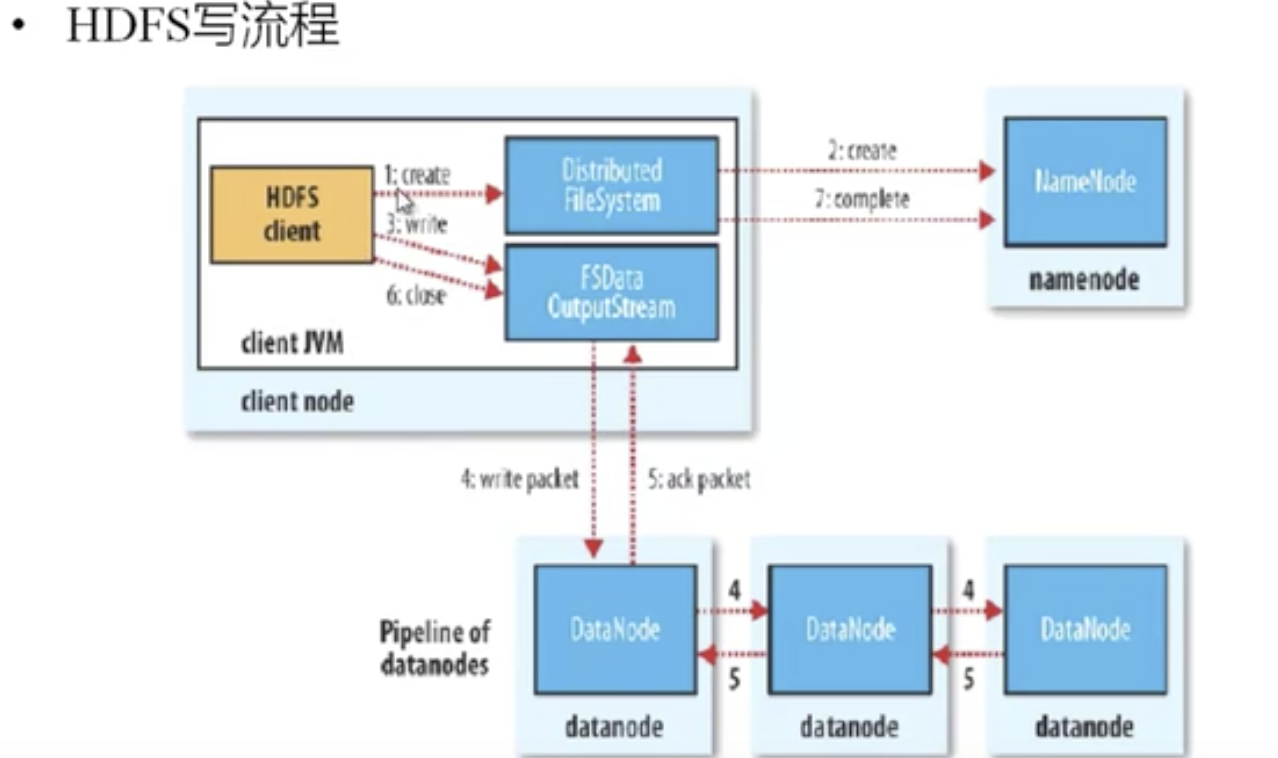 • HDFS写流程
1: create
3: write
6: close
HDFS
client
Distributed
FileSystem
FSData
OutputStream
client JVM
client node
2: create
7: complete
NameNode
namenode
4: write packet
5: ack packet
Pipeline of
datanodes
DataNode
4
5
DataNode
4
5
DataNode
datanode
datanode
datanode